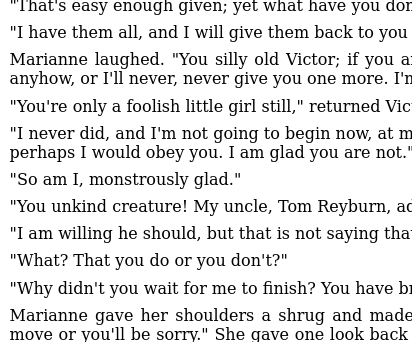 "That's easy enough given; yet what have you don
"I have them all, and I will give them back to you
Marianne laughed. "You silly old Victor; if you a
anyhow, or I'll never, never give you one more. I'm
"You're only a foolish little girl still," returned Vic
"I never did, and I'm not going to begin now, at m
perhaps I would obey you. I am glad you are not."
"So am I, monstrously glad."
"You unkind creature! My uncle, Tom Reyburn, ad
"I am willing he should, but that is not saying tha
"What? That you do or you don't?"
"Why didn't you wait for me to finish? You have br
Marianne gave her shoulders a shrug and made
move or you'll be sorry." She gave one look back